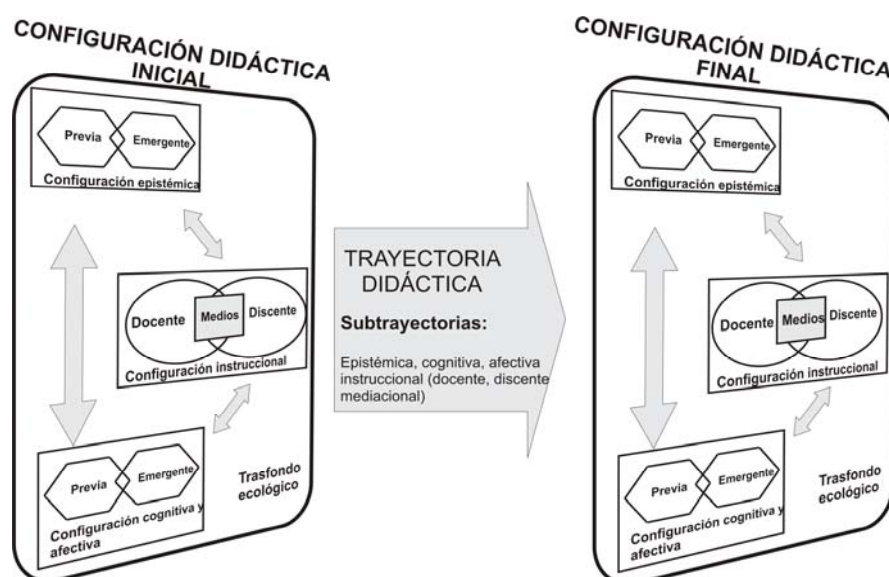 CONFIGURACIÓN DIDÁCTICA
INICIAL
Previa
Emergente
Configuración epistémica
Docente
Medios
Discente
Configuración instruccional
Previa
Emergente
Configuración cognitiva y
afectiva
Trasfondo
ecológico
TRAYECTORIA
DIDÁCTICA
Subtrayectorias:
Epistémica, cognitiva, afectiva
instruccional (docente, discente
mediacional)
CONFIGURACIÓN DIDÁCTICA
FINAL
Previa
Emergente
Configuración epistémica
Docente
Medios
Discente
Configuración instruccional
Previa
Emergente
Configuración cognitiva y
afectiva
Trasfondo
ecológico